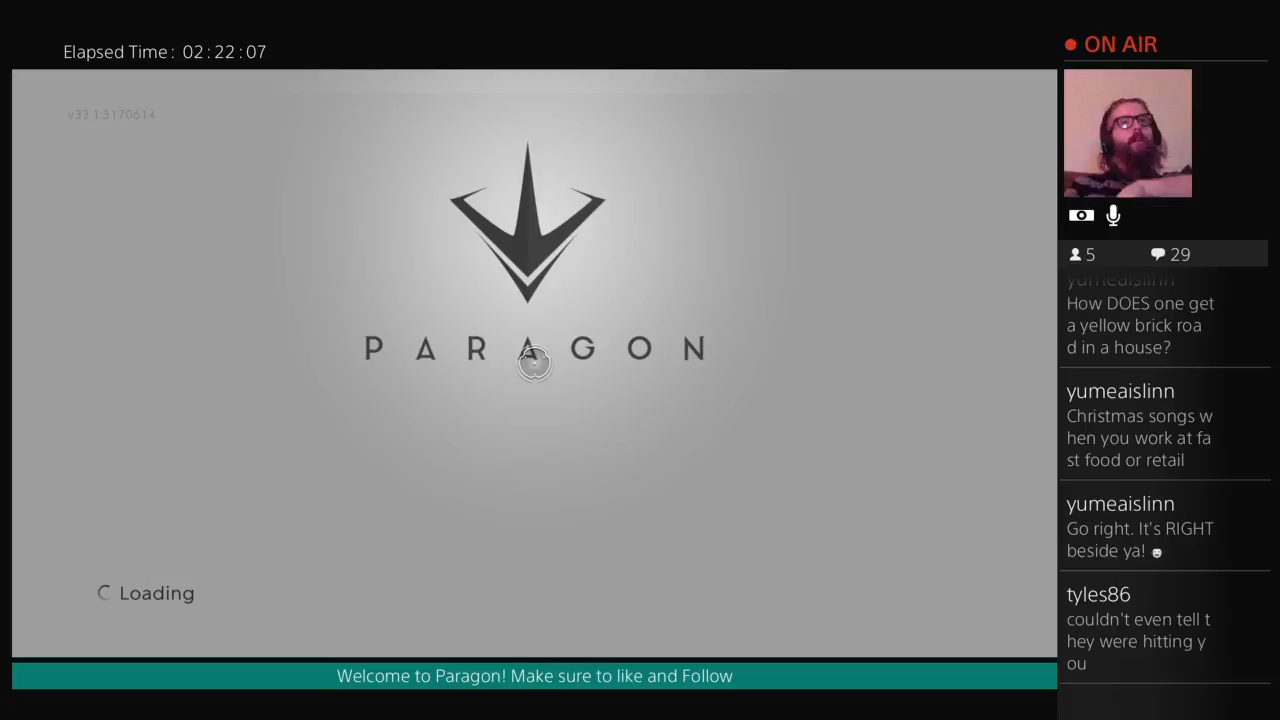 Elapsed Time: 02:22:07
ON AIR
v33.1.3170614
PARAGON
Loading
Welcome to Paragon! Make sure to like and Follow
5 29
yumeaislinn
How DOES one get
a yellow brick roa
d in a house?
yumeaislinn
Christmas songs w
hen you work at fa
st food or retail
yumeaislinn
Go right. It's RIGHT
beside ya!
tyles86
couldn't even tell t
hey were hitting y
ou